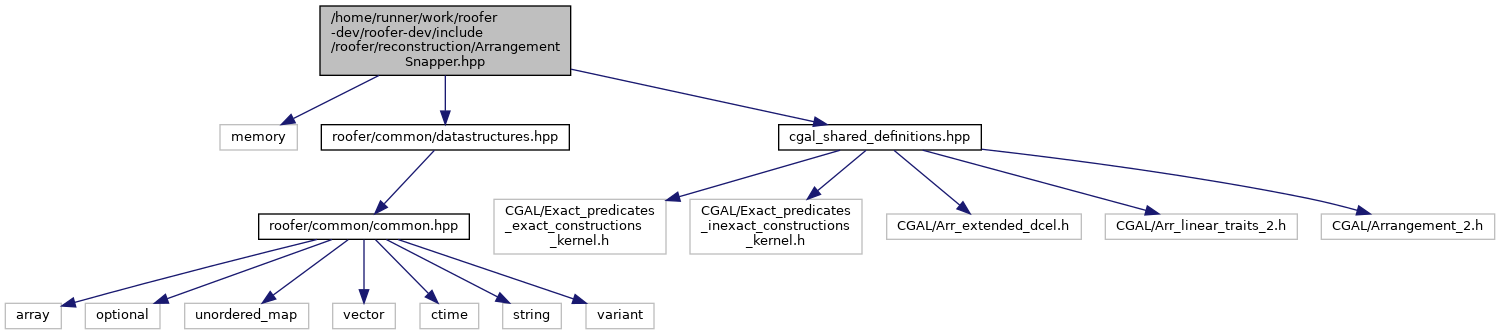 /home/runner/work/roofer
-dev/roofer-dev/include
/roofer/reconstruction/Arrangement
Snapper.hpp
memory
roofer/common/datastructures.hpp
cgal_shared_definitions.hpp
roofer/common/common.hpp
CGAL/Exact_predicates
_exact_constructions
_kernel.h
CGAL/Exact_predicates
_inexact_constructions
_kernel.h
CGAL/Arr_extended_dcel.h
CGAL/Arr_linear_traits_2.h
CGAL/Arrangement_2.h
array
optional
unordered_map
vector
ctime
string
variant